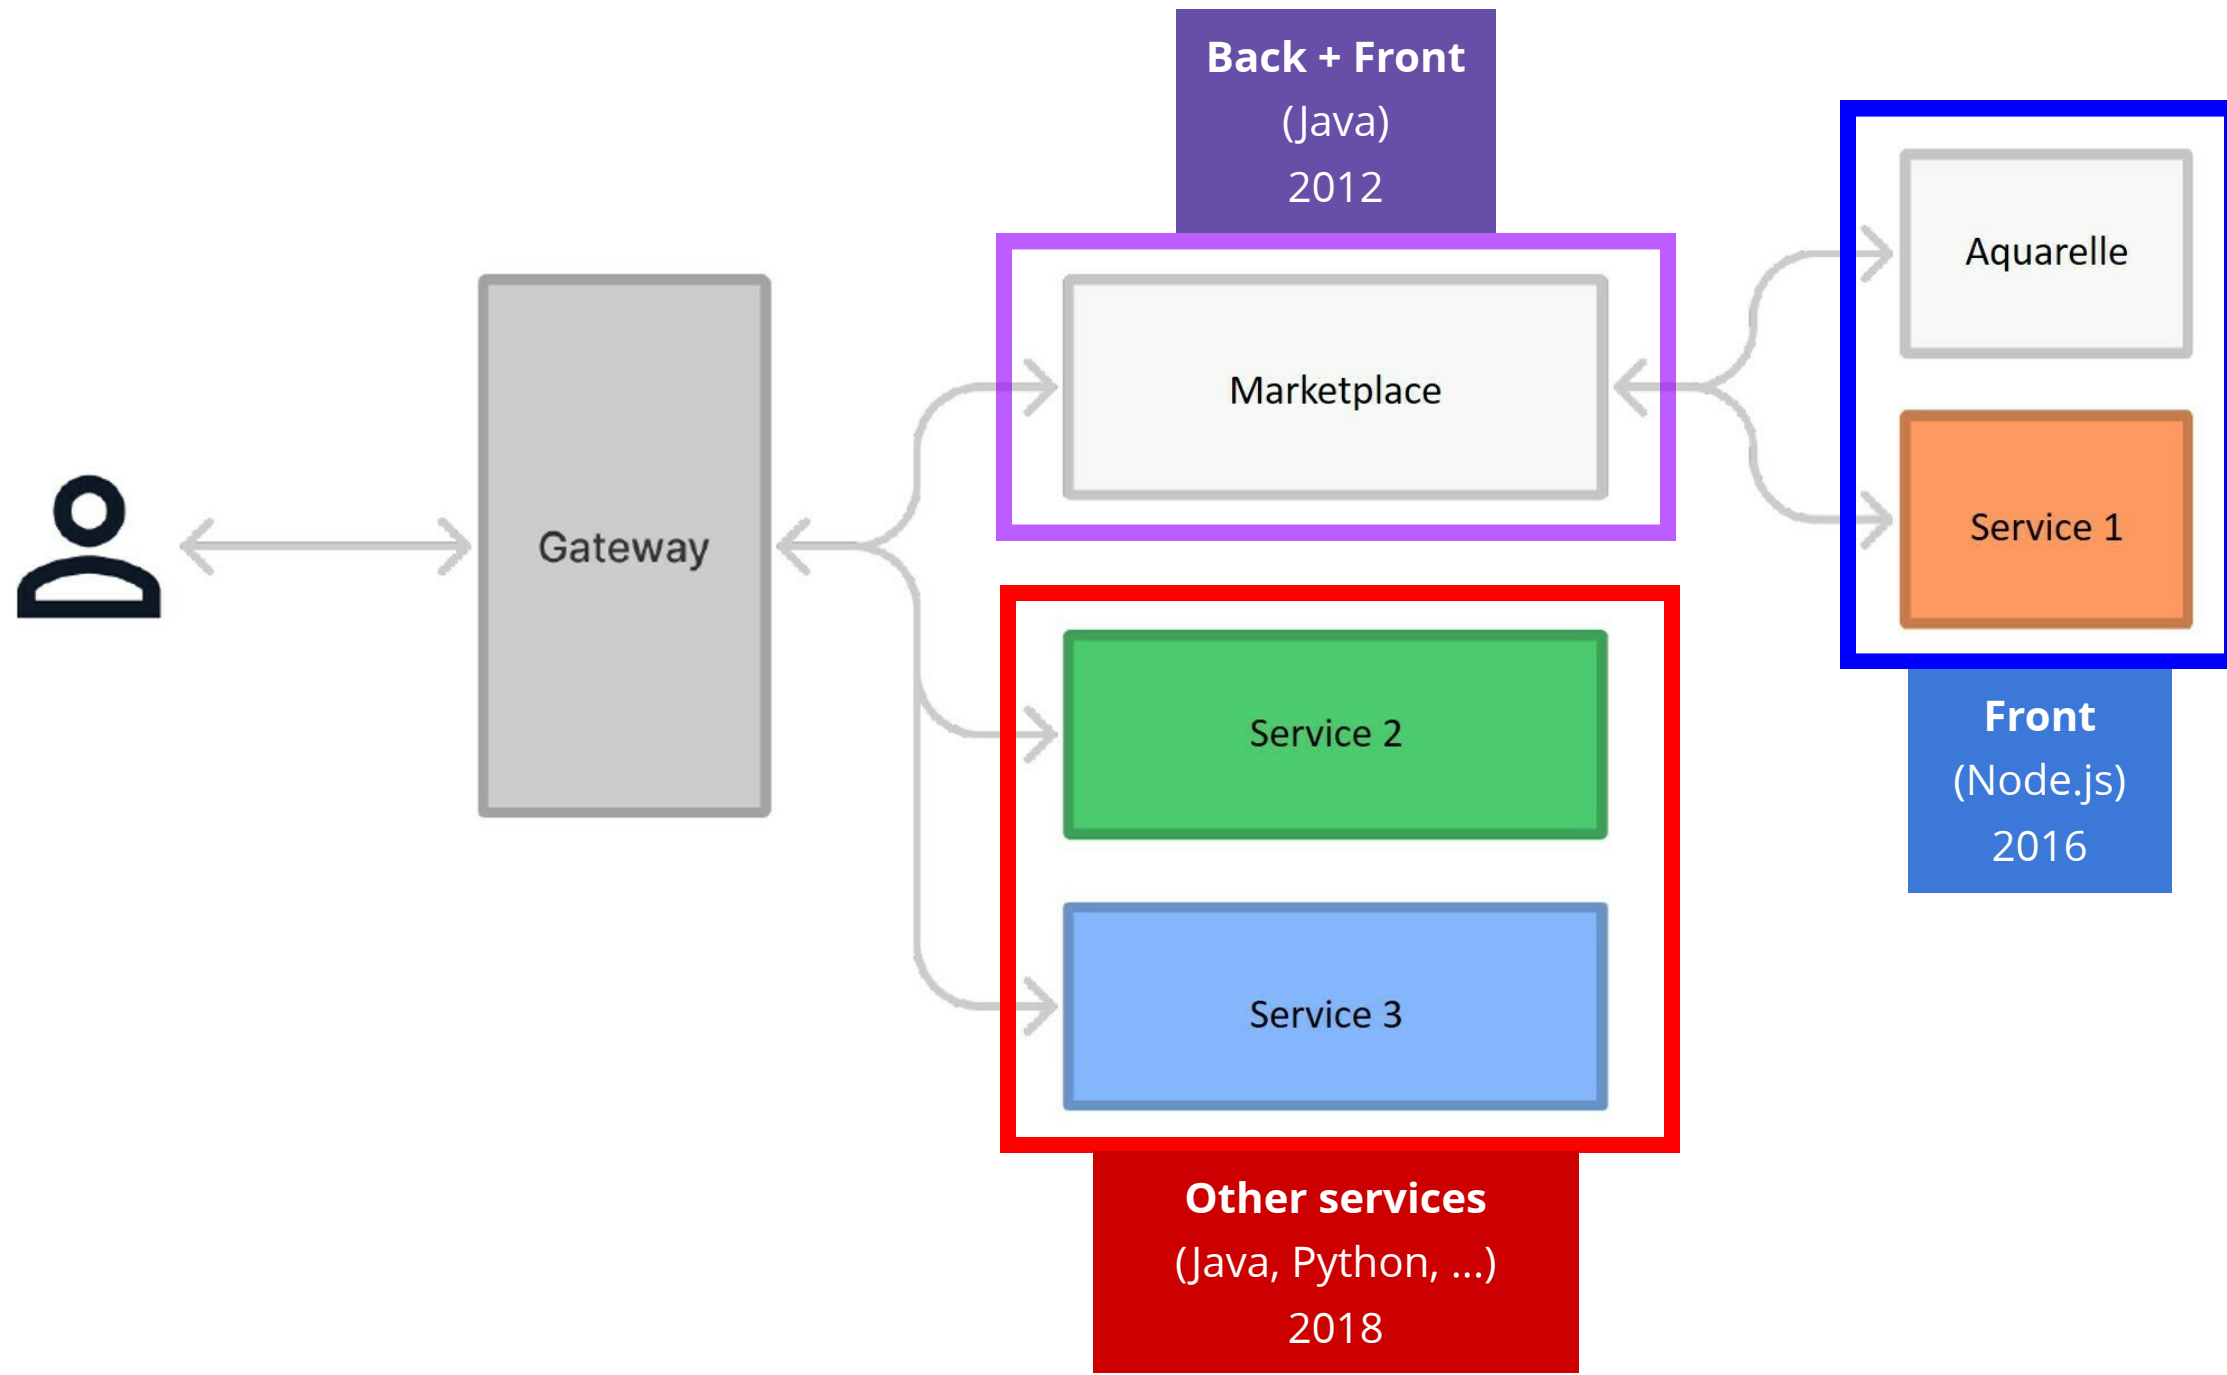 Back + Front
(Java)
2012
Aquarelle
Marketplace
Gateway
Service 1
Service 2
Front
(Node.js)
2016
Service 3
Other services
(Java, Python, ...)
2018